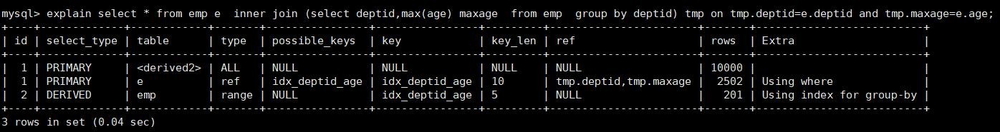 mysql> explain select * from emp e  inner join (select deptid,max(age) maxage  from emp  group by deptid) tmp on tmp.deptid=e.deptid and tmp.maxage=e.age;
+----+-------------+------------+-------+----------------+----------------+---------+-----------------------+-------+--------------------------+
| id | select_type | table      | type  | possible_keys  | key            | key_len | ref                   | rows  | Extra                    |
+----+-------------+------------+-------+----------------+----------------+---------+-----------------------+-------+--------------------------+
|  1 | PRIMARY     | <derived2> | ALL   | NULL           | NULL           | NULL    | NULL                  | 10000 |                          |
|  1 | PRIMARY     | e          | ref   | idx_deptid_age | idx_deptid_age | 10      | tmp.deptid,tmp.maxage |  2502 | Using where              |
|  2 | DERIVED     | emp        | range | NULL           | idx_deptid_age | 5       | NULL                  |   201 | Using index for group-by |
+----+-------------+------------+-------+----------------+----------------+---------+-----------------------+-------+--------------------------+
3 rows in set (0.04 sec)